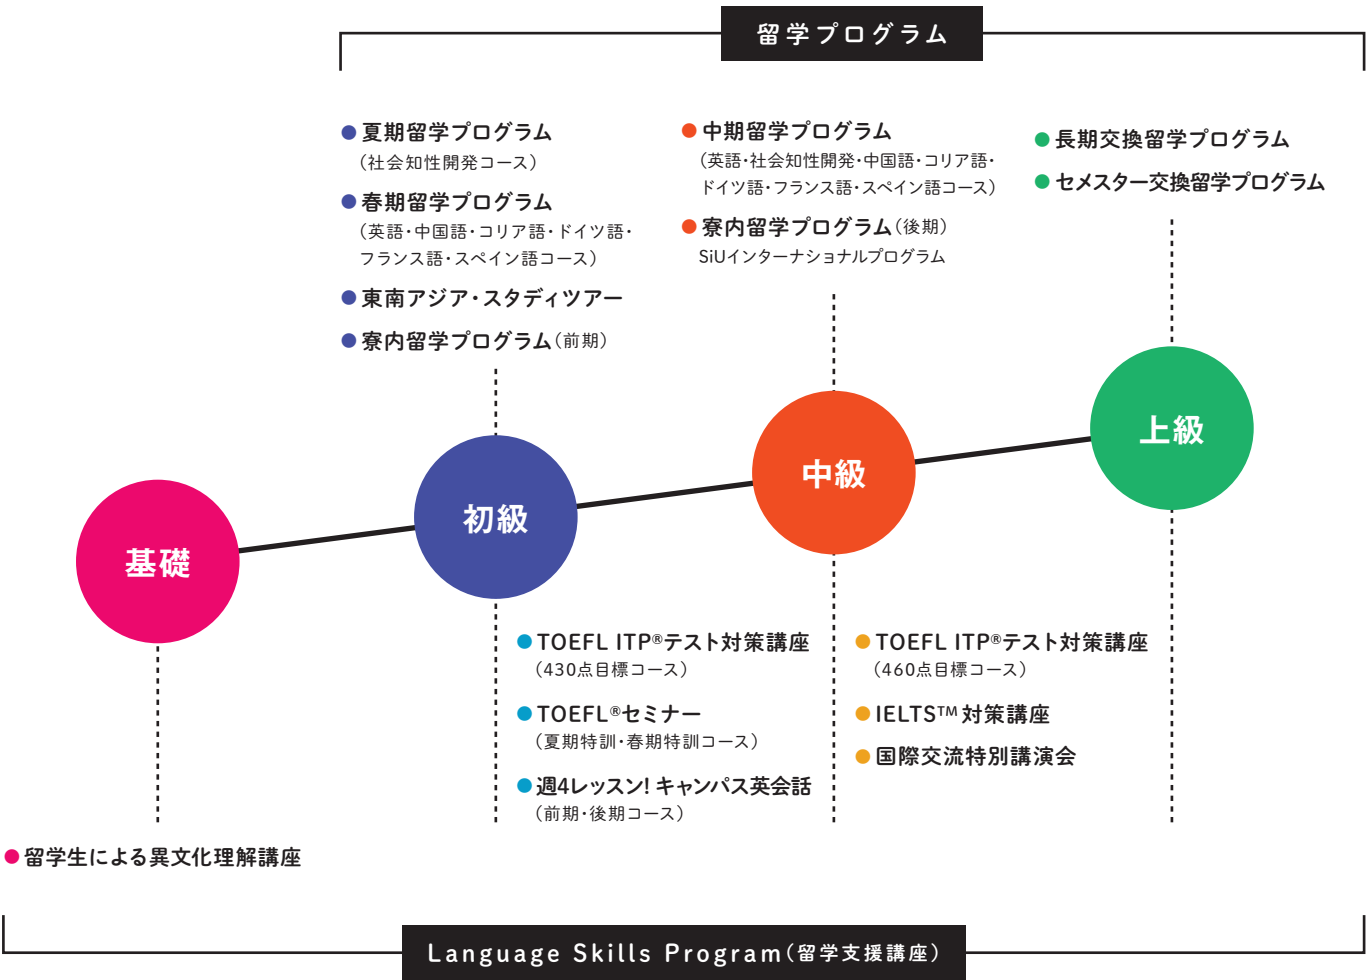 留学プログラム
●夏期留学プログラム
（社会知性開発コース）
●春期留学プログラム
（英語・中国語・コリア語・ドイツ語・
フランス語・スペイン語コース）
●東南アジア・スタディツアー
●寮内留学プログラム（前期）
●中期留学プログラム
（英語・社会知性開発・中国語・コリア語・
ドイツ語・フランス語・スペイン語コース）
●寮内留学プログラム（後期）
SiUインターナショナルプログラム
●長期交換留学プログラム
●セメスター交換留学プログラム
基礎
初級
中級
上級
●TOEFL ITP®テスト対策講座
（430点目標コース）
●TOEFL®セミナー
（夏期特訓・春期特訓コース）
●週4レッスン! キャンパス英会話
（前期・後期コース）
●TOEFL ITP®テスト対策講座
（460点目標コース）
●IELTS™対策講座
●国際交流特別講演会
●留学生による異文化理解講座
Language Skills Program（留学支援講座）